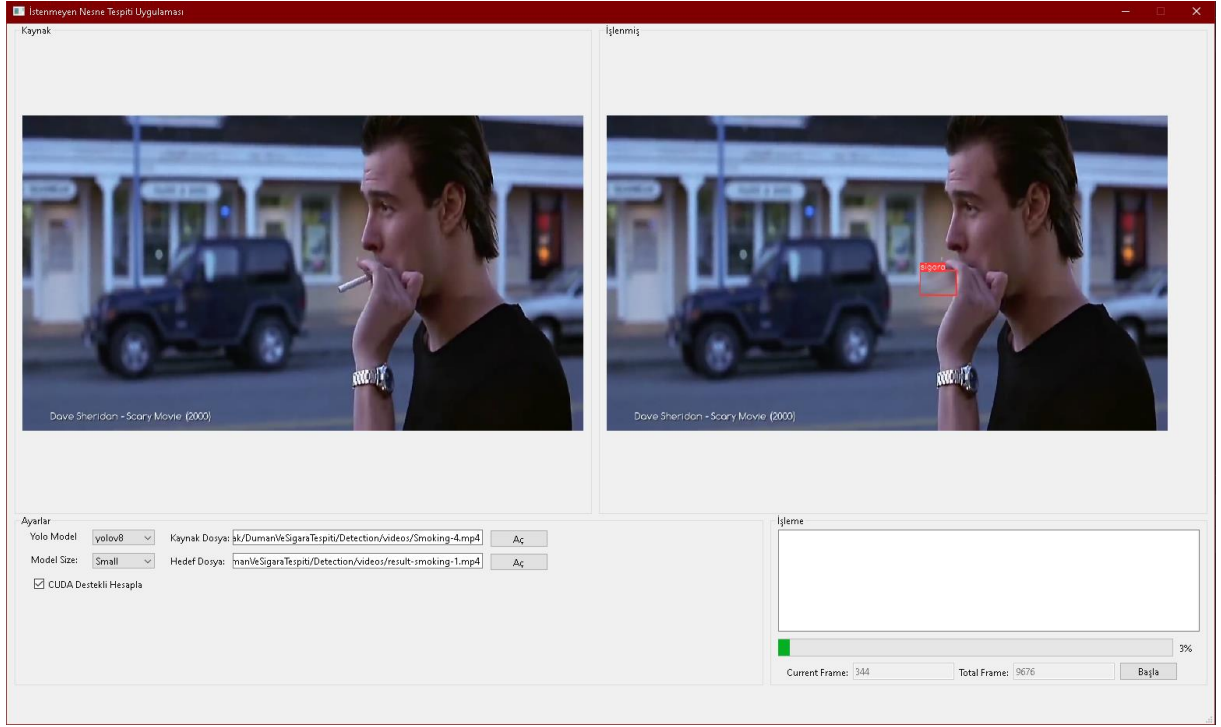 İstenmeyen Nesne Tespiti Uygulaması
Kaynak
İşlenmiş
Dave Sheridan - Scary Movie (2000)
sigara
Dave Sheridan - Scary Movie (2000)
Ayarlar
Yolo Model yolov8 Kaynak Dosya: ak/DumanVeSigaraTespiti/Detection/videos/Smoking-4.mp4 Aç
Model Size: Small Hedef Dosya: manVeSigaraTespiti/Detection/videos/result-smoking-1.mp4 Aç
CUDA Destekli Hesapla
İşleme
3%
Current Frame: 344 Total Frame: 9676 Başla